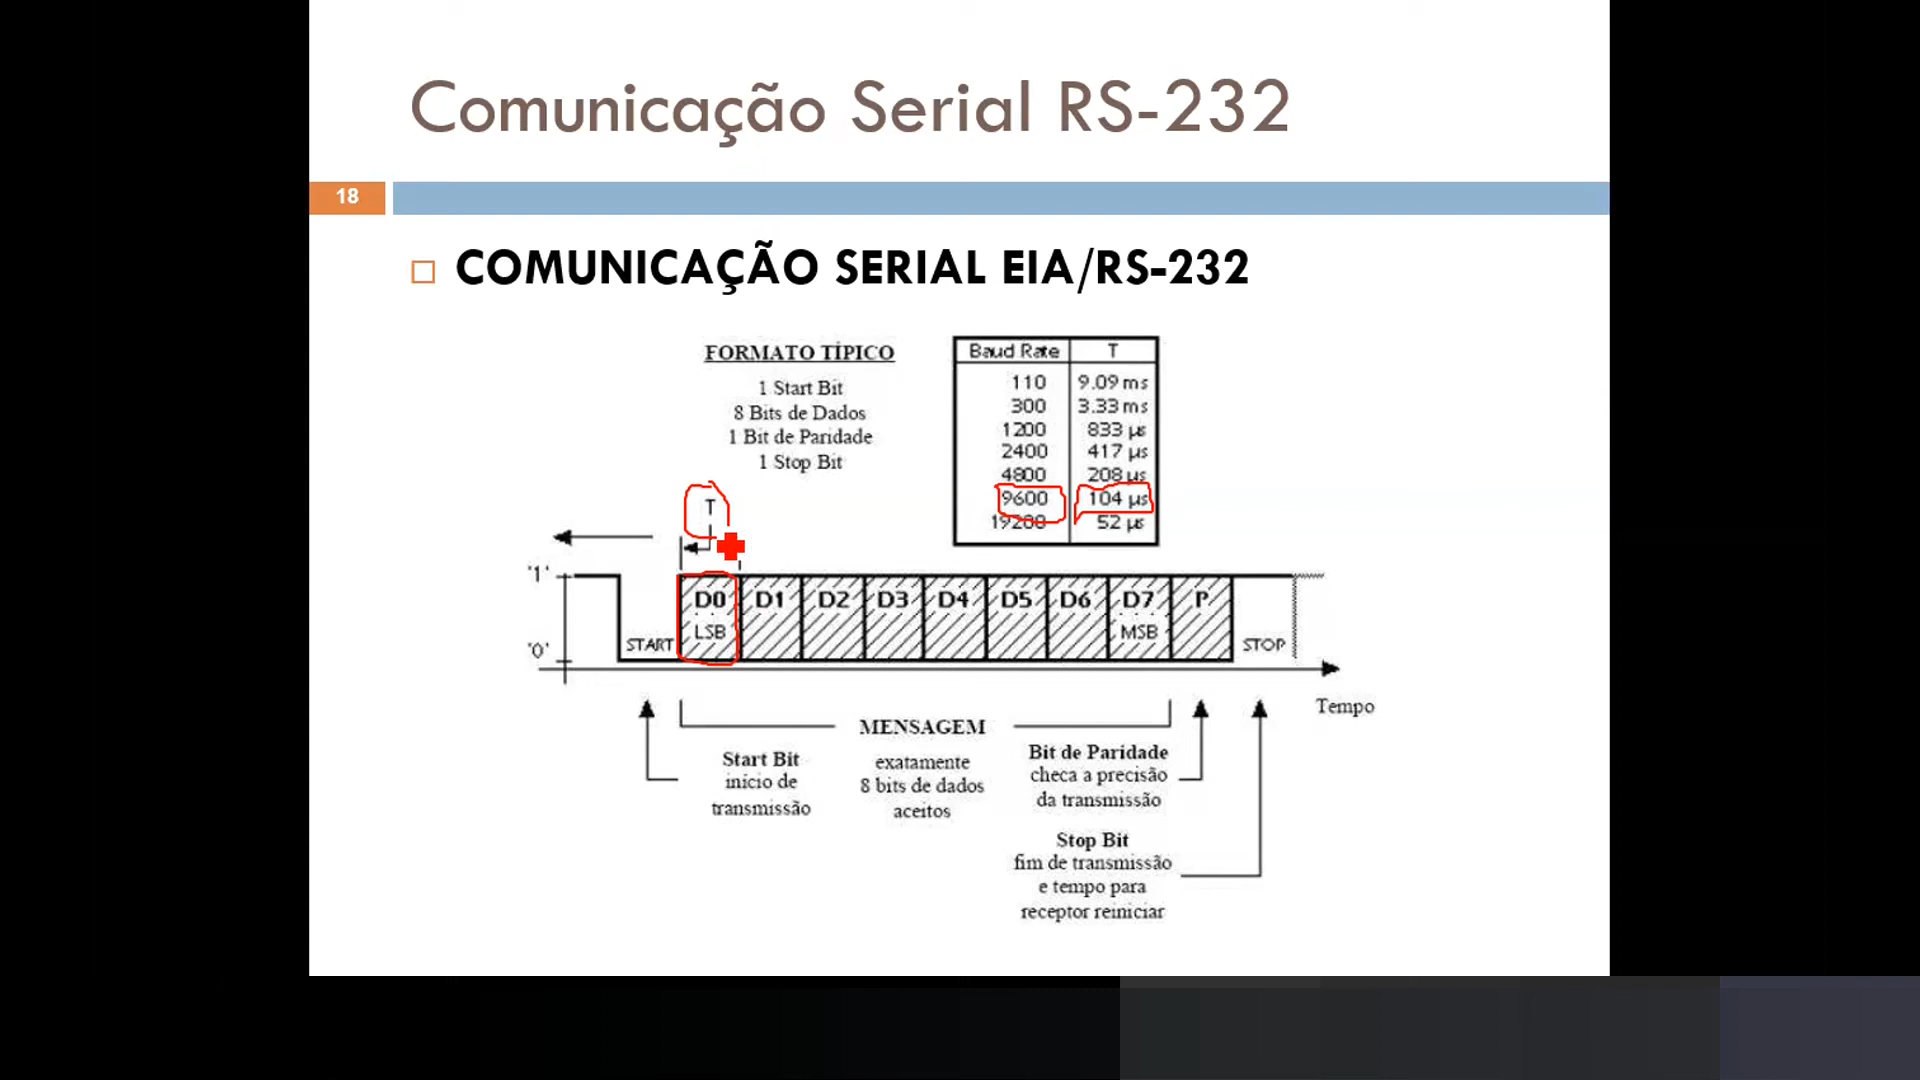 Comunicação Serial RS-232
18
COMUNICAÇÃO SERIAL EIA/RS-232
FORMATO TÍPICO
1 Start Bit
8 Bits de Dados
1 Bit de Paridade
1 Stop Bit
Baud Rate T
110 9.09 ms
300 3.33 ms
1200 833 µs
2400 417 µs
4800 208 µs
9600 104 µs
19200 52 µs
T
'1'
D0 D1 D2 D3 D4 D5 D6 D7 P
'0' START LSB MSB STOP
Tempo
MENSAGEM
exatamente
8 bits de dados
aceitos
Start Bit
início de
transmissão
Bit de Paridade
checa a precisão
da transmissão
Stop Bit
fim de transmissão
e tempo para
receptor reiniciar